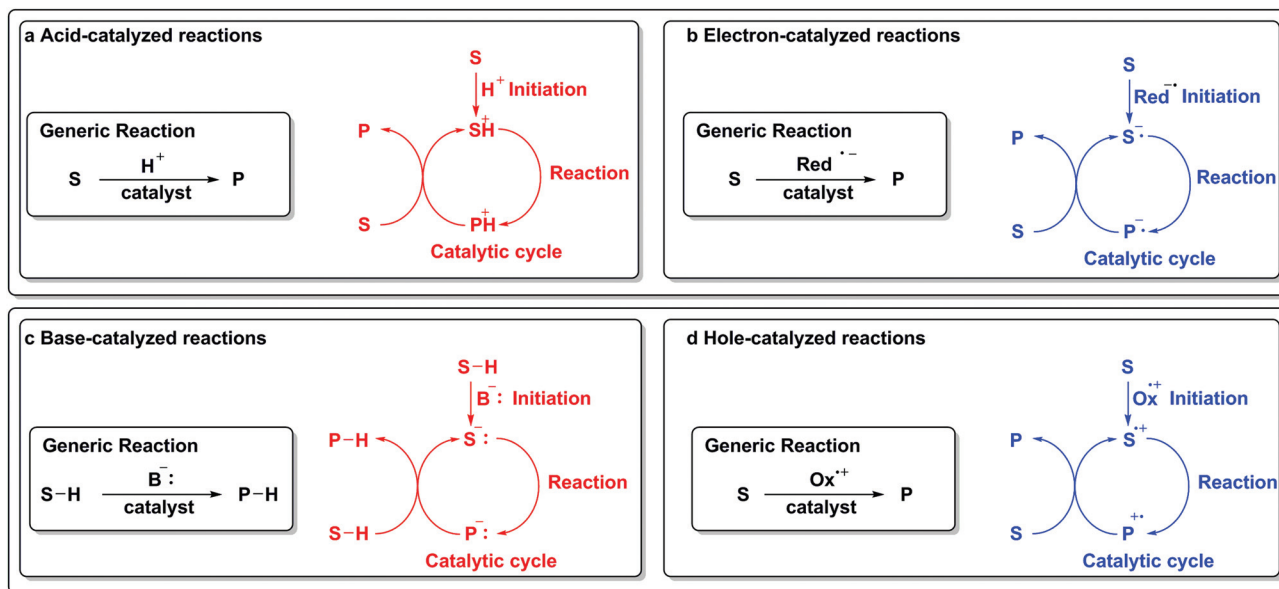 a Acid-catalyzed reactions
S
H⁺ Initiation
Generic Reaction
H⁺
S P
catalyst
P
SH⁺
Reaction
S
PH⁺
Catalytic cycle
b Electron-catalyzed reactions
S
Red⁻• Initiation
Generic Reaction
Red •⁻
S P
catalyst
P
S⁻•
Reaction
S
P⁻•
Catalytic cycle
c Base-catalyzed reactions
S–H
B⁻: Initiation
Generic Reaction
B⁻:
S–H P–H
catalyst
P–H
S⁻:
Reaction
S–H
P⁻:
Catalytic cycle
d Hole-catalyzed reactions
S
Ox•⁺ Initiation
Generic Reaction
Ox•⁺
S P
catalyst
P
S•⁺
Reaction
S
P⁺•
Catalytic cycle